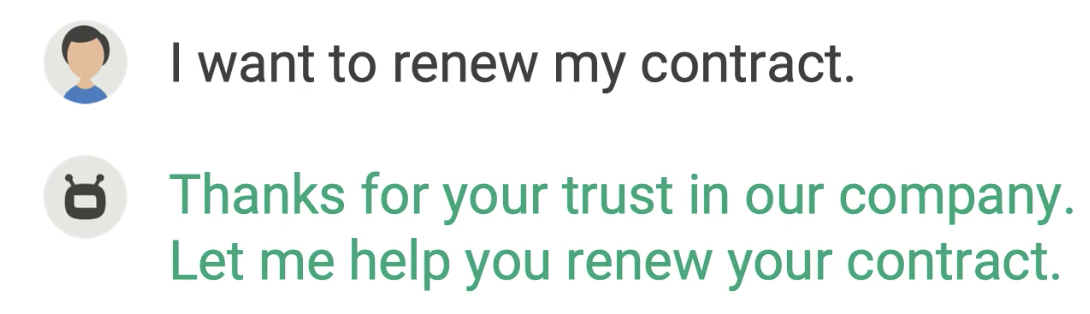 I want to renew my contract.
Thanks for your trust in our company.
Let me help you renew your contract.